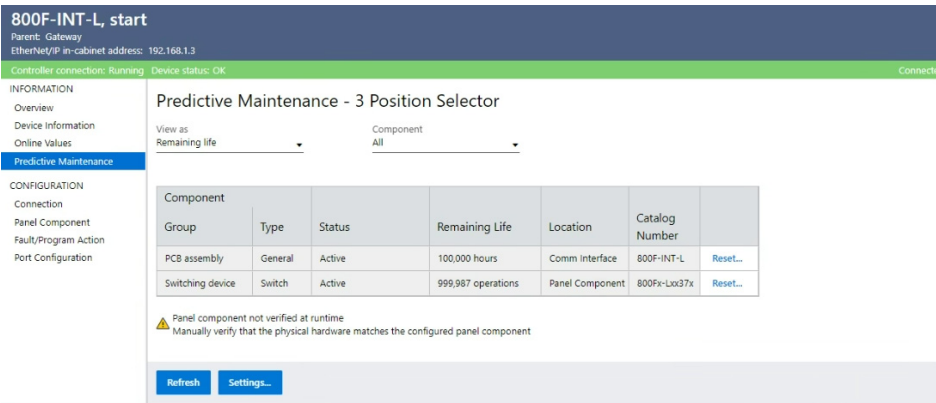 800F-INT-L, start
Parent: Gateway
EtherNet/IP in-cabinet address: 192.168.1.3
Controller connection: Running Device status: OK
INFORMATION
Overview
Device Information
Online Values
Predictive Maintenance
CONFIGURATION
Connection
Panel Component
Fault/Program Action
Port Configuration
Predictive Maintenance - 3 Position Selector
View as Component
Remaining life All
Component
Group Type Status Remaining Life Location Catalog Number
PCB assembly General Active 100,000 hours Comm Interface 800F-INT-L Reset...
Switching device Switch Active 999,987 operations Panel Component 800Fx-Lxx37x Reset...
Panel component not verified at runtime
Manually verify that the physical hardware matches the configured panel component
Refresh Settings...